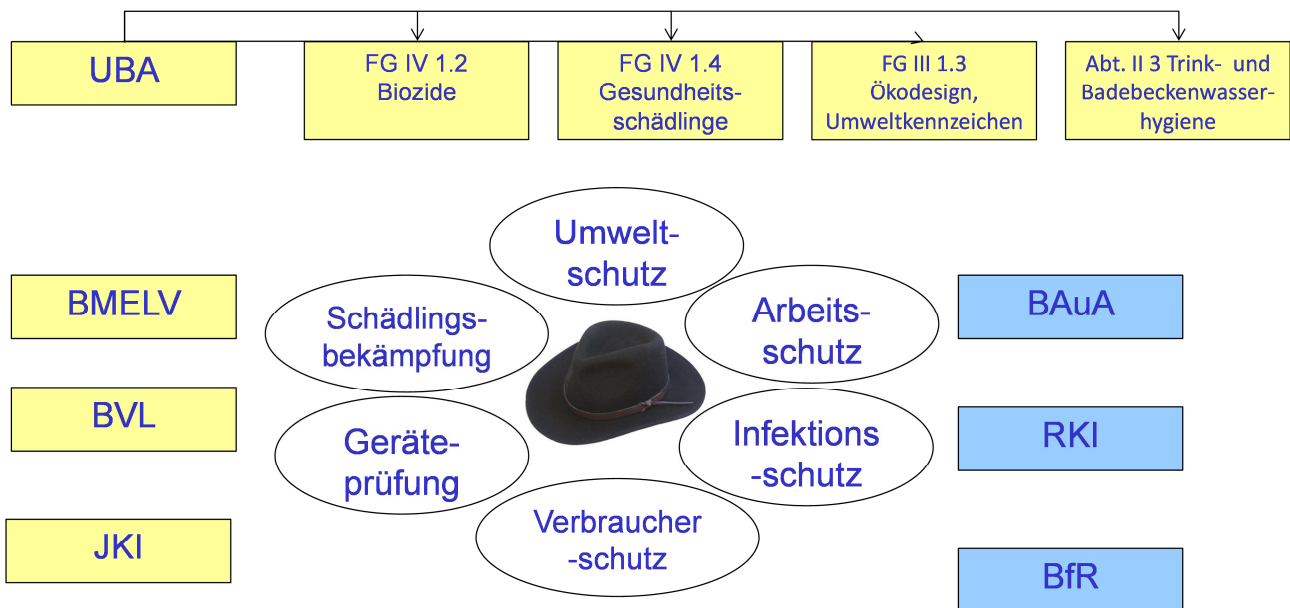 UBA
FG IV 1.2
Biozide
FG IV 1.4
Gesundheits-
schädlinge
FG III 1.3
Ökodesign,
Umweltkennzeichen
Abt. II 3 Trink- und
Badebeckenwasser-
hygiene
Umwelt-
schutz
BMELV
Schädlings-
bekämpfung
Arbeits-
schutz
BAuA
BVL
Geräte-
prüfung
Infektions
-schutz
RKI
JKI
Verbraucher
-schutz
BfR